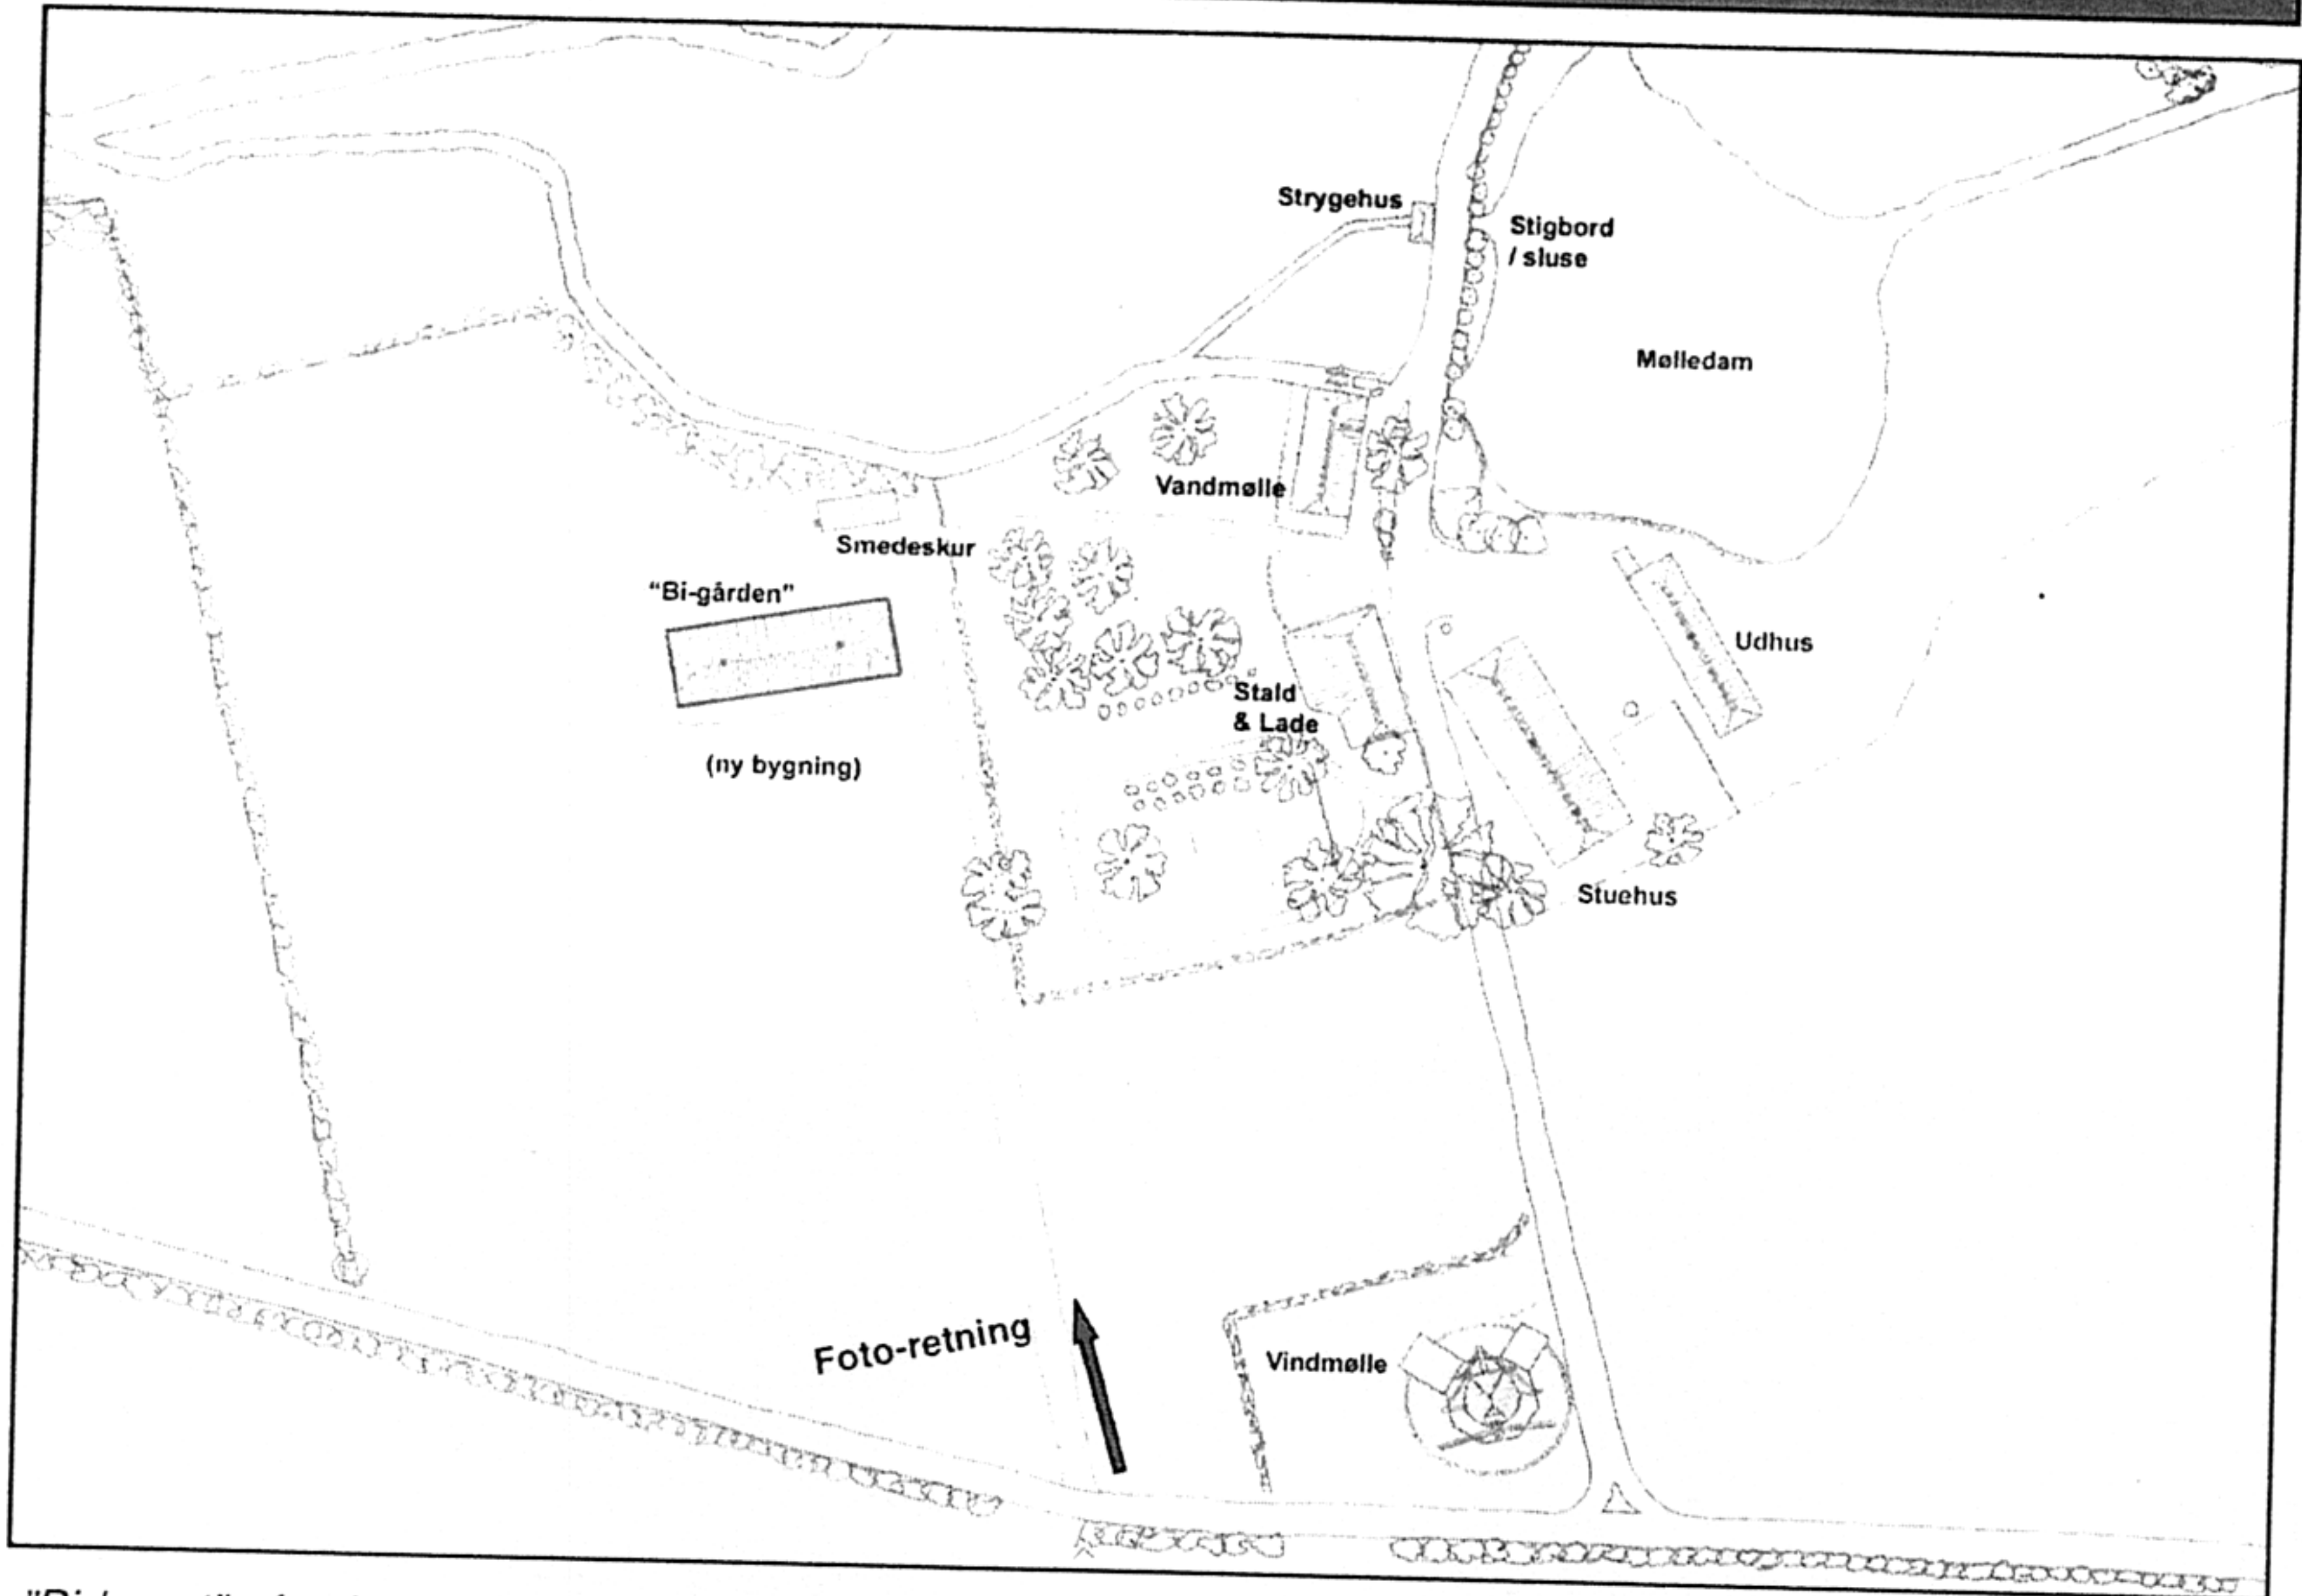 Strygehus
Stigbord
/ sluse
Mølledam
Vandmølle
Smedeskur
"Bi-gården"
Udhus
Stald
& Lade
(ny bygning)
Stuehus
Foto-retning
Vindmølle